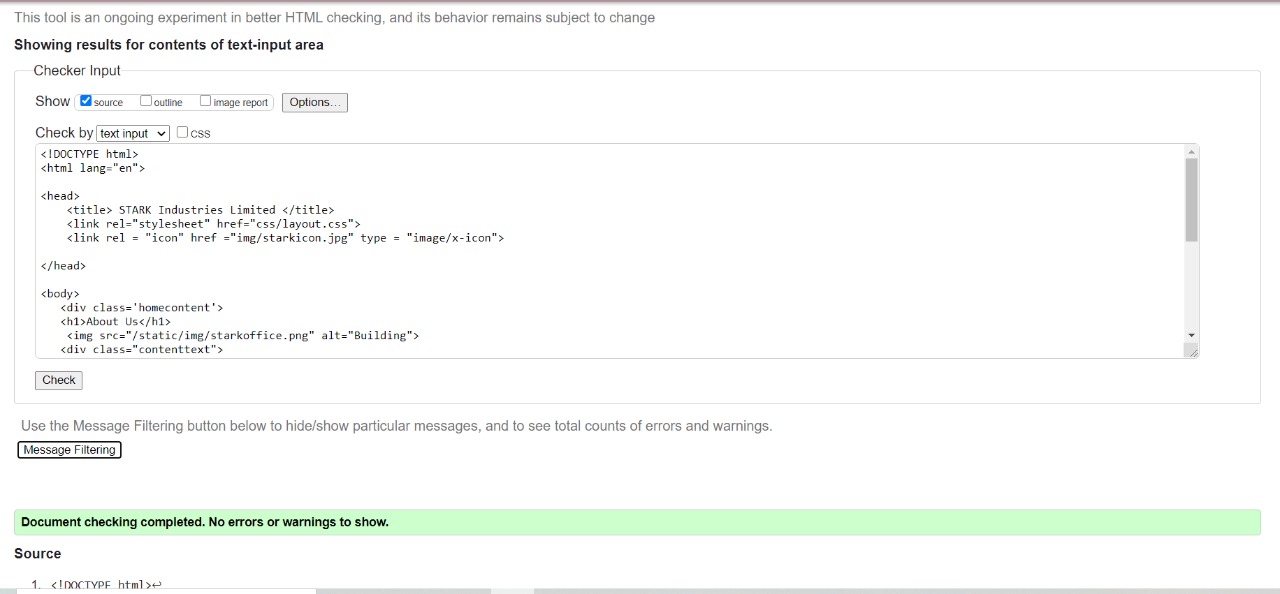 This tool is an ongoing experiment in better HTML checking, and its behavior remains subject to change
Showing results for contents of text-input area
Checker Input
Show source outline image report Options...
Check by text input css
<!DOCTYPE html>
<html lang="en">
<head>
<title> STARK Industries Limited </title>
<link rel="stylesheet" href="css/layout.css">
<link rel = "icon" href ="img/starkicon.jpg" type = "image/x-icon">
</head>
<body>
<div class='homecontent'>
<h1>About Us</h1>
<img src="/static/img/starkoffice.png" alt="Building">
<div class="contenttext">
Check
Use the Message Filtering button below to hide/show particular messages, and to see total counts of errors and warnings.
Message Filtering
Document checking completed. No errors or warnings to show.
Source
1. <!DOCTYPE html>↩